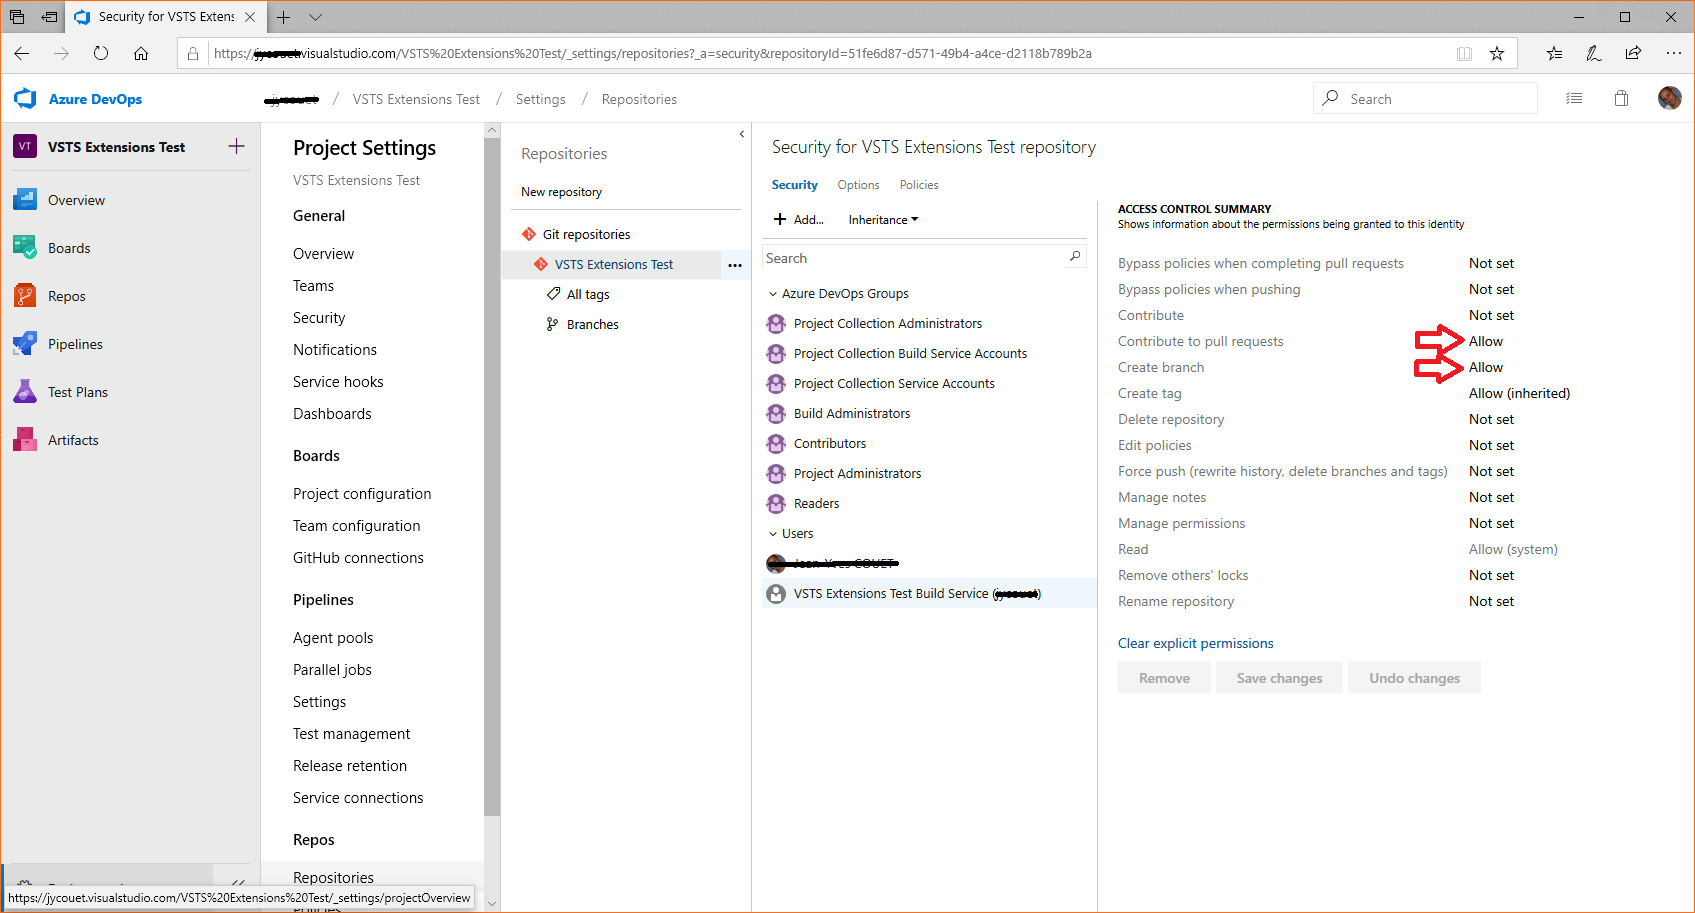 Security for VSTS Extens
https://jycouet.visualstudio.com/VSTS%20Extensions%20Test/_settings/repositories?_a=security&repositoryId=51fe6d87-d571-49b4-a4ce-d2118b789b2a
Azure DevOps
/ VSTS Extensions Test / Settings / Repositories
Search
VT
VSTS Extensions Test
Overview
Boards
Repos
Pipelines
Test Plans
Artifacts
Project Settings
VSTS Extensions Test
General
Overview
Teams
Security
Notifications
Service hooks
Dashboards
Boards
Project configuration
Team configuration
GitHub connections
Pipelines
Agent pools
Parallel jobs
Settings
Test management
Release retention
Service connections
Repos
Repositories
https://jycouet.visualstudio.com/VSTS%20Extensions%20Test/_settings/projectOverview
Repositories
New repository
Git repositories
VSTS Extensions Test
All tags
Branches
Security for VSTS Extensions Test repository
Security Options Policies
Add... Inheritance
Search
Azure DevOps Groups
Project Collection Administrators
Project Collection Build Service Accounts
Project Collection Service Accounts
Build Administrators
Contributors
Project Administrators
Readers
Users
VSTS Extensions Test Build Service ( )
ACCESS CONTROL SUMMARY
Shows information about the permissions being granted to this identity
Bypass policies when completing pull requests Not set
Bypass policies when pushing Not set
Contribute Not set
Contribute to pull requests Allow
Create branch Allow
Create tag Allow (inherited)
Delete repository Not set
Edit policies Not set
Force push (rewrite history, delete branches and tags) Not set
Manage notes Not set
Manage permissions Not set
Read Allow (system)
Remove others' locks Not set
Rename repository Not set
Clear explicit permissions
Remove Save changes Undo changes